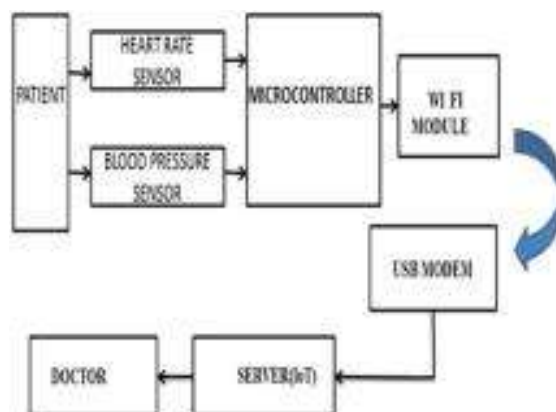 PATIENT
HEART RATE
SENSOR
BLOOD PRESSURE
SENSOR
MICROCONTROLLER
WI FI
MODULE
USB MODEM
SERVER(IoT)
DOCTOR